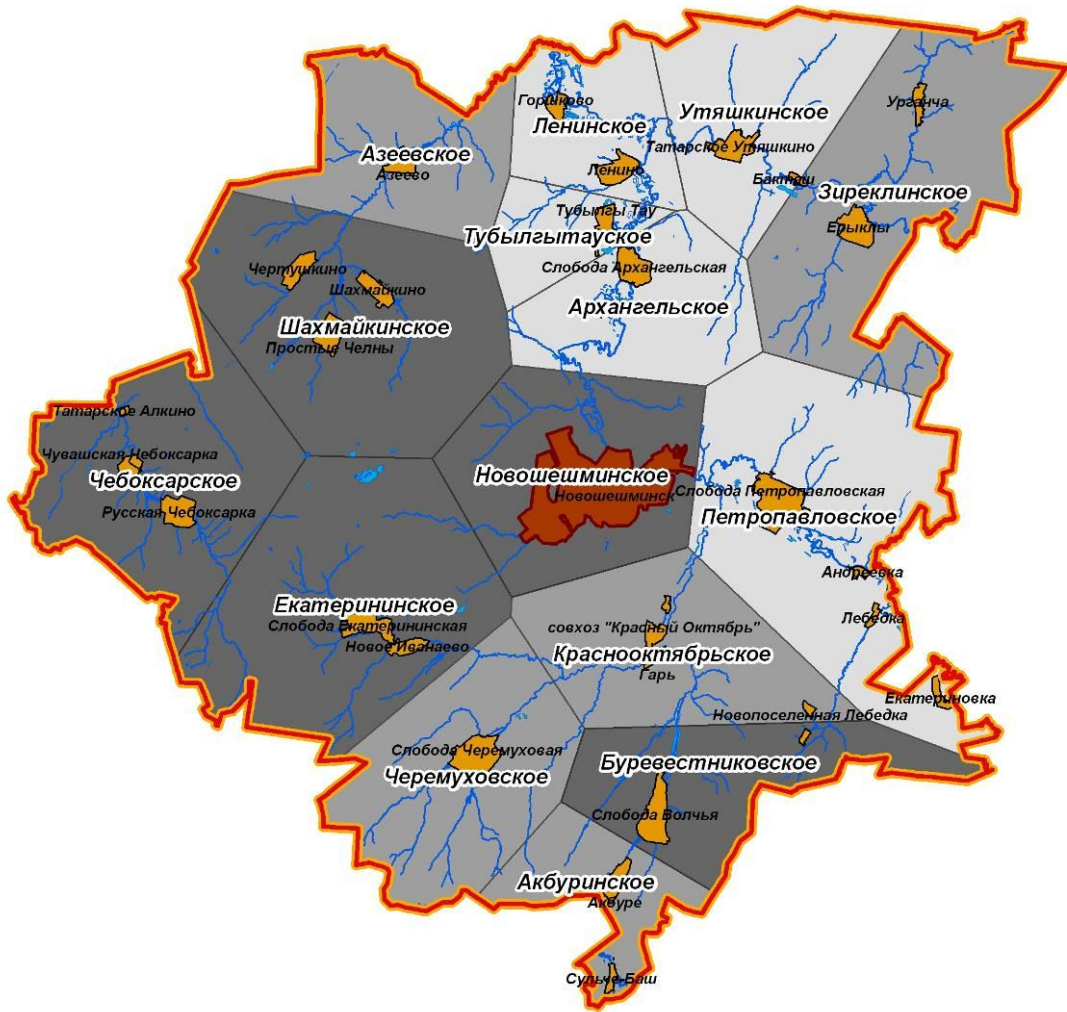 Горшково
Урганча
Утяшкинское
Ленинское
Татарское Утяшкино
Азеевское
Азеево
Ленино
Бакташ
Зиреклинское
Тубылгы Тау
Ерыклы
Тубылгытауское
Чертушкино
Слобода Архангельская
Шахмайкино
Архангельское
Шахмайкинское
Простые Челны
Татарское Алкино
Чувашская Чебоксарка
Чебоксарское
Новошешминское
Новошешминск
Слобода Петропавловская
Русская Чебоксарка
Петропавловское
Андреевка
Екатерининское
Лебедка
Слобода Екатерининская
совхоз "Красный Октябрь"
Новое Иванаево
Краснооктябрьское
Гарь
Екатериновка
Новопоселенная Лебедка
Слобода Черемуховая
Буревестниковское
Черемуховское
Слобода Волчья
Акбуринское
Акбуре
Сульче-Баш